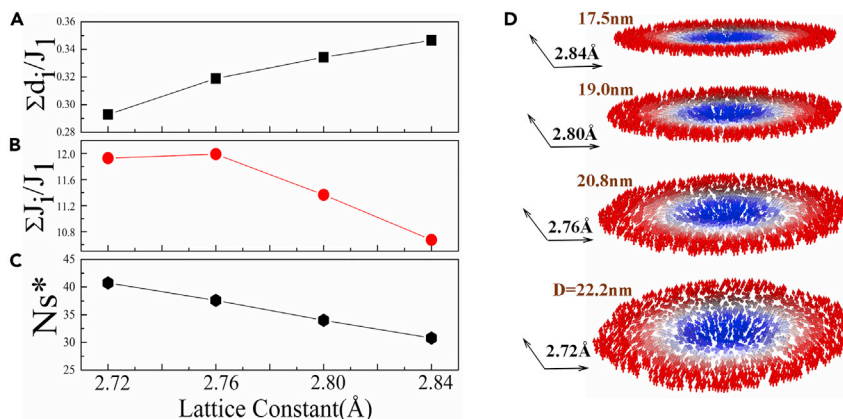 A
0.36
0.34
0.32
0.30
0.28
Σdᵢ/J₁
B
12.0
11.6
11.2
10.8
ΣJᵢ/J₁
C
45
40
35
30
25
Ns*
2.72 2.76 2.80 2.84
Lattice Constant(Å)
D
17.5nm
2.84Å
19.0nm
2.80Å
20.8nm
2.76Å
D=22.2nm
2.72Å